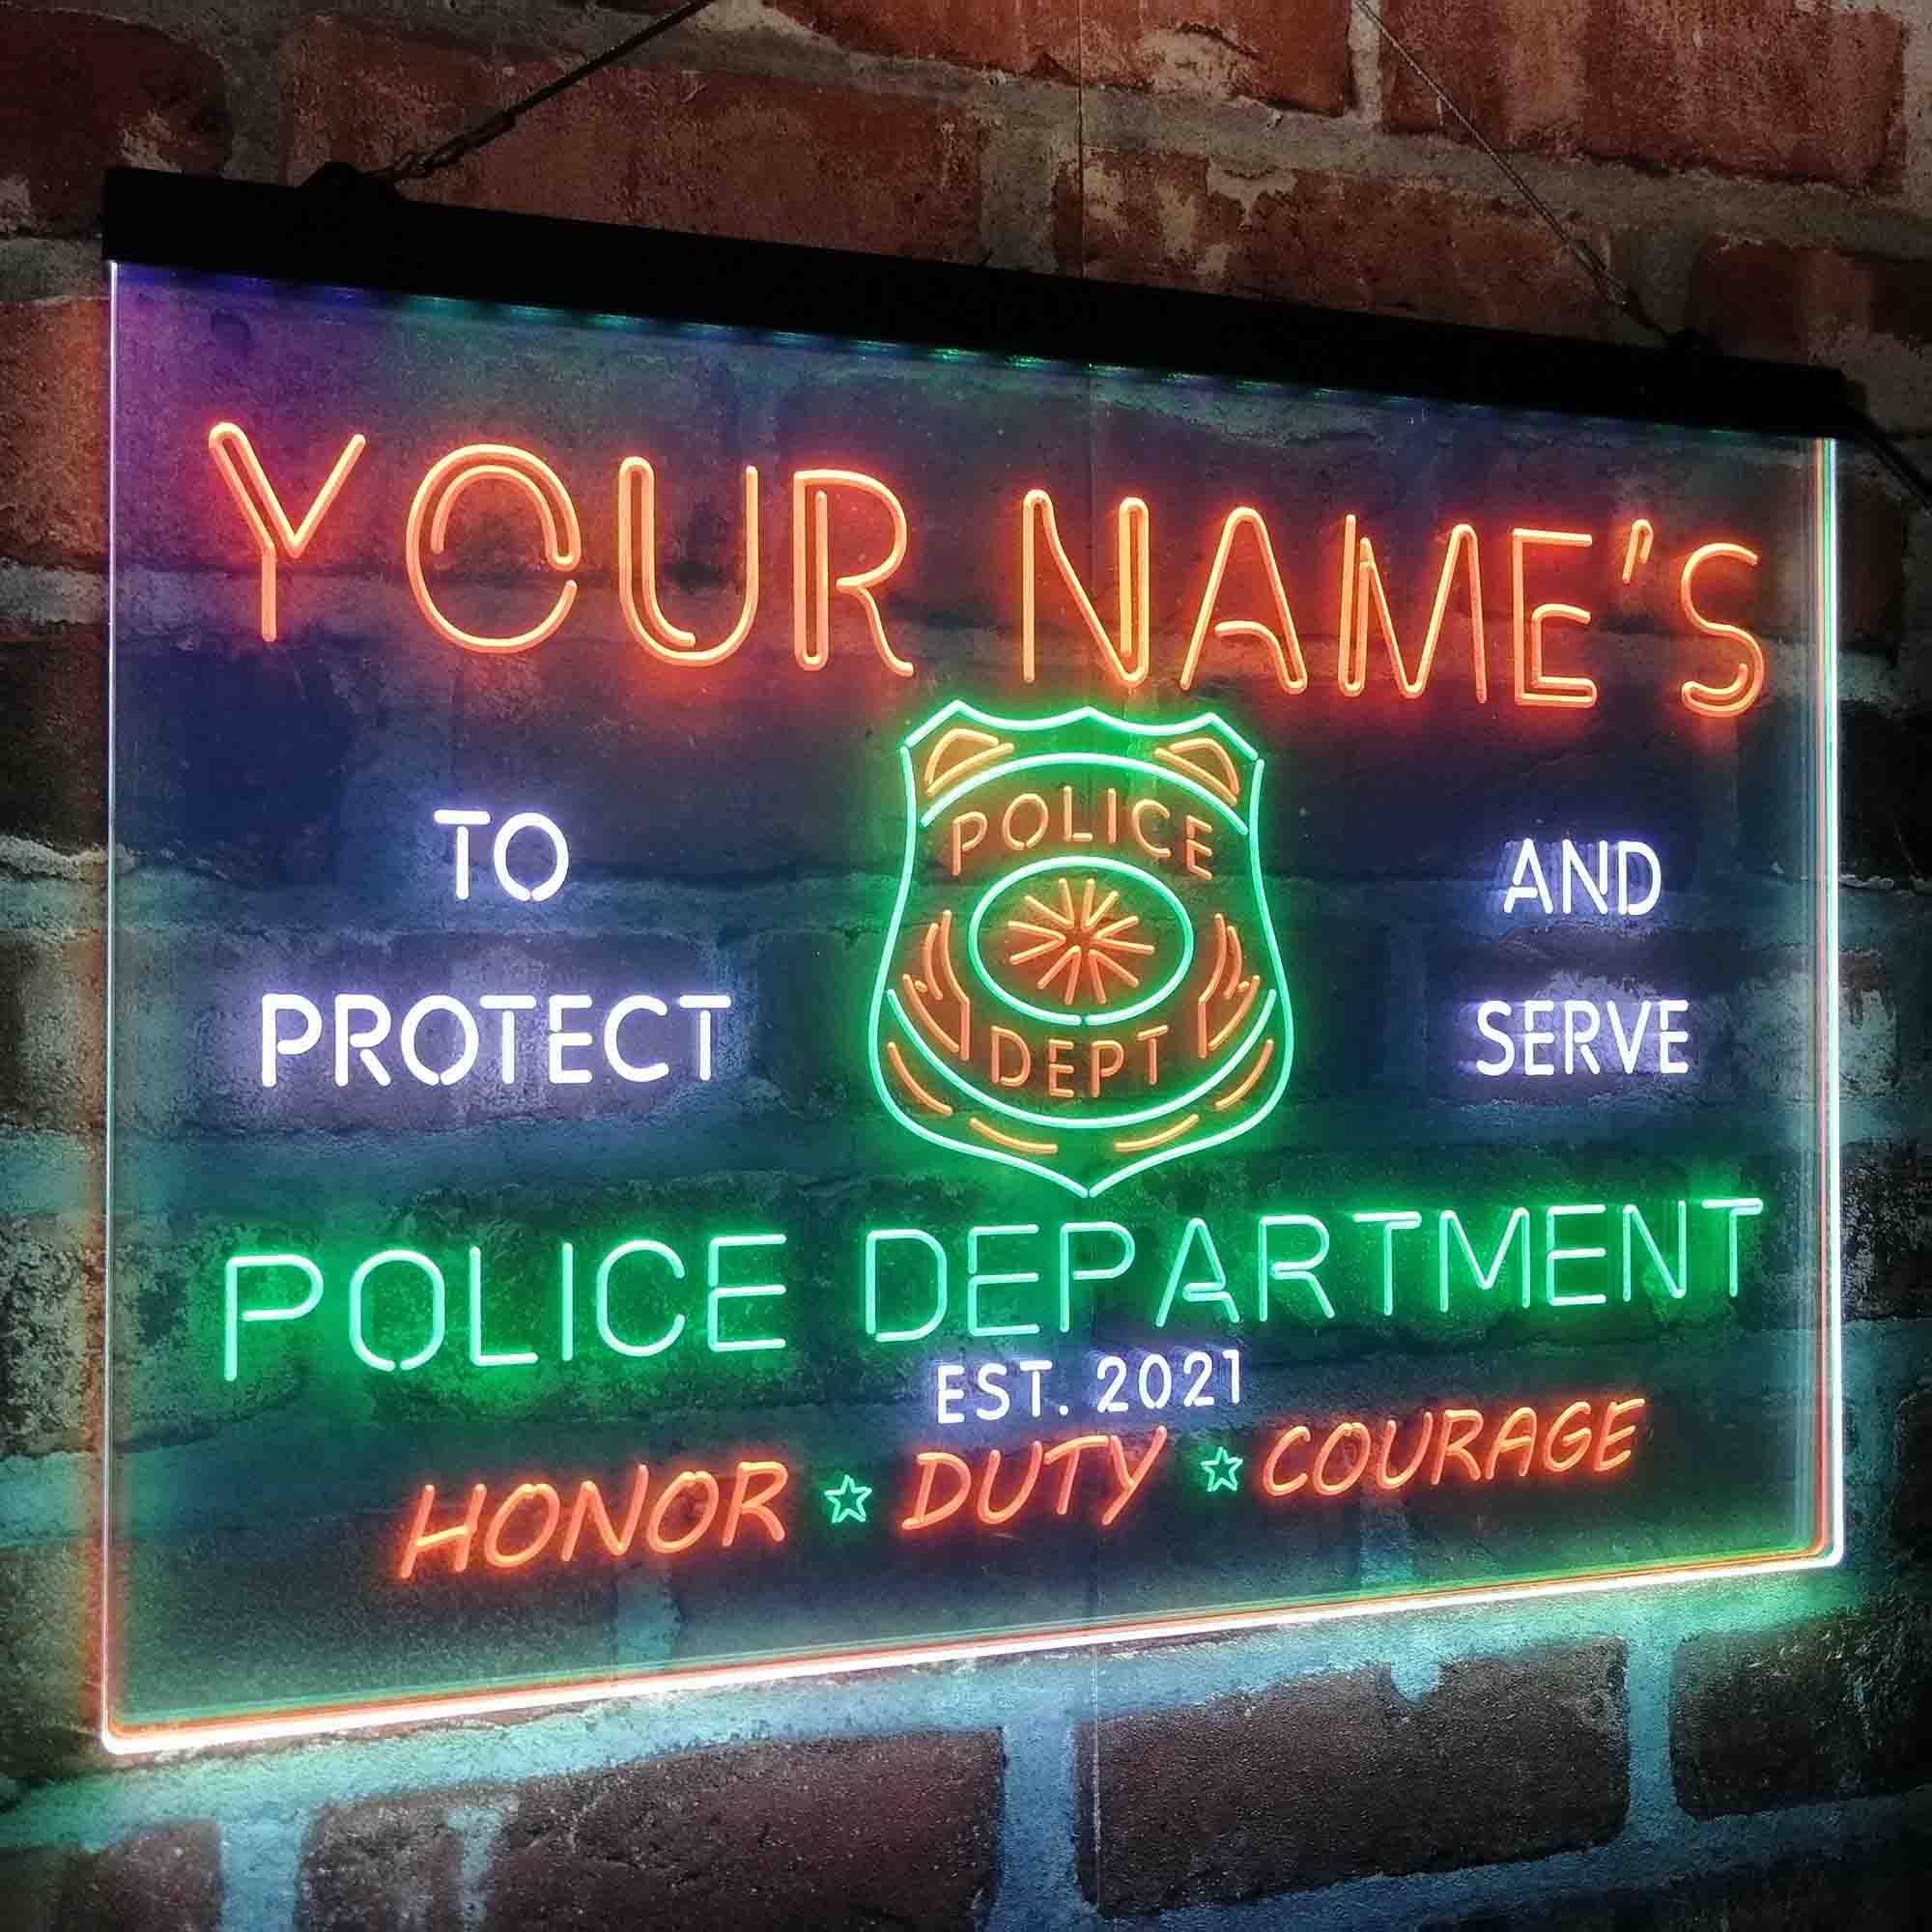 YOUR NAME'S
POLICE
DEPT
TO
PROTECT
AND
SERVE
POLICE DEPARTMENT
EST. 2021
HONOR ☆ DUTY ☆ COURAGE